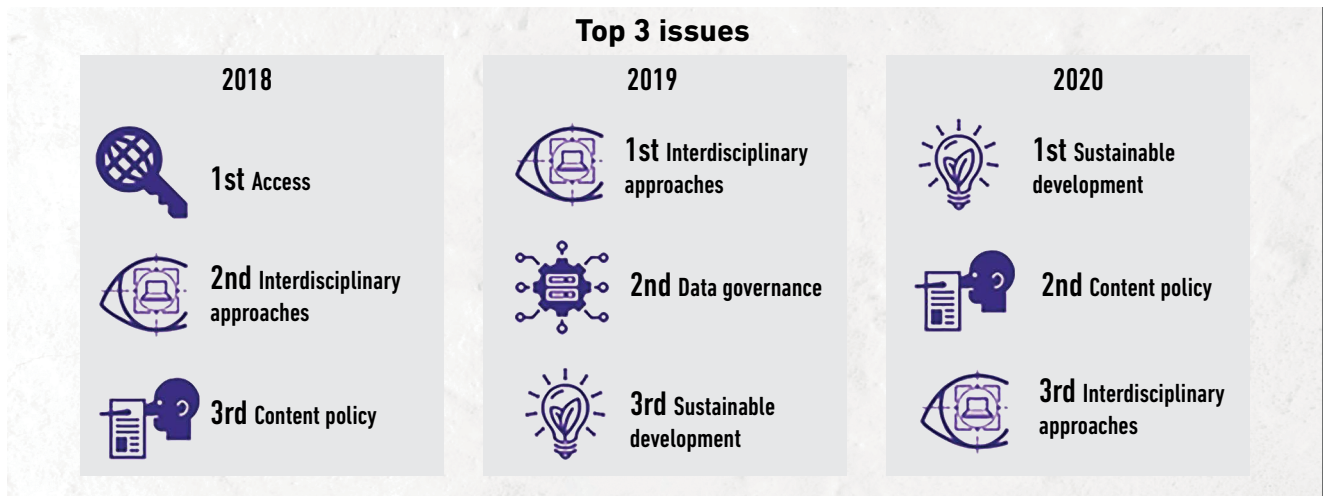 Top 3 issues
2018
1st Access
2nd Interdisciplinary
approaches
3rd Content policy
2019
1st Interdisciplinary
approaches
2nd Data governance
3rd Sustainable
development
2020
1st Sustainable
development
2nd Content policy
3rd Interdisciplinary
approaches